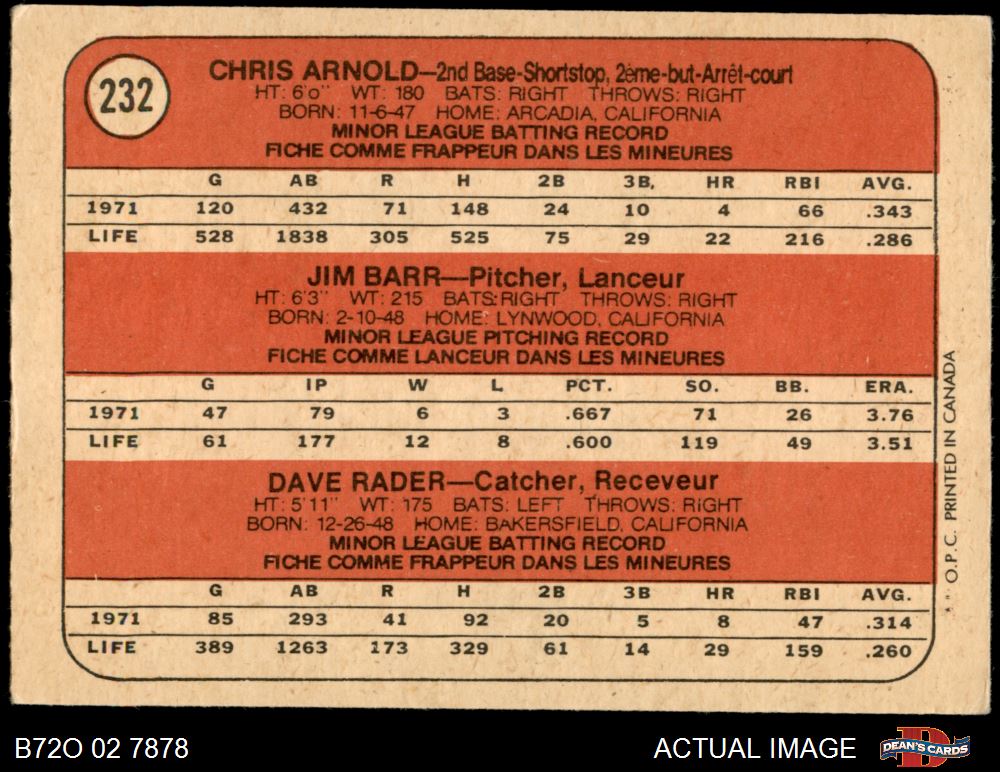 232
CHRIS ARNOLD—2nd Base-Shortstop, 2ème-but-Arrêt-court
HT: 6'0" WT: 180 BATS: RIGHT THROWS: RIGHT
BORN: 11-6-47 HOME: ARCADIA, CALIFORNIA
MINOR LEAGUE BATTING RECORD
FICHE COMME FRAPPEUR DANS LES MINEURES
G AB R H 2B 3B, HR RBI AVG.
1971 120 432 71 148 24 10 4 66 .343
LIFE 528 1838 305 525 75 29 22 216 .286
JIM BARR—Pitcher, Lanceur
HT: 6'3" WT: 215 BATS: RIGHT THROWS: RIGHT
BORN: 2-10-48 HOME: LYNWOOD, CALIFORNIA
MINOR LEAGUE PITCHING RECORD
FICHE COMME LANCEUR DANS LES MINEURES
G IP W L PCT. SO. BB. ERA.
1971 47 79 6 3 .667 71 26 3.76
LIFE 61 177 12 8 .600 119 49 3.51
DAVE RADER—Catcher, Receveur
HT: 5'11" WT: 175 BATS: LEFT THROWS: RIGHT
BORN: 12-26-48 HOME: BAKERSFIELD, CALIFORNIA
MINOR LEAGUE BATTING RECORD
FICHE COMME FRAPPEUR DANS LES MINEURES
G AB R H 2B 3B HR RBI AVG.
1971 85 293 41 92 20 5 8 47 .314
LIFE 389 1263 173 329 61 14 29 159 .260
* * O.P.C. PRINTED IN CANADA
B72O 02 7878
ACTUAL IMAGE
DEAN'S CARDS